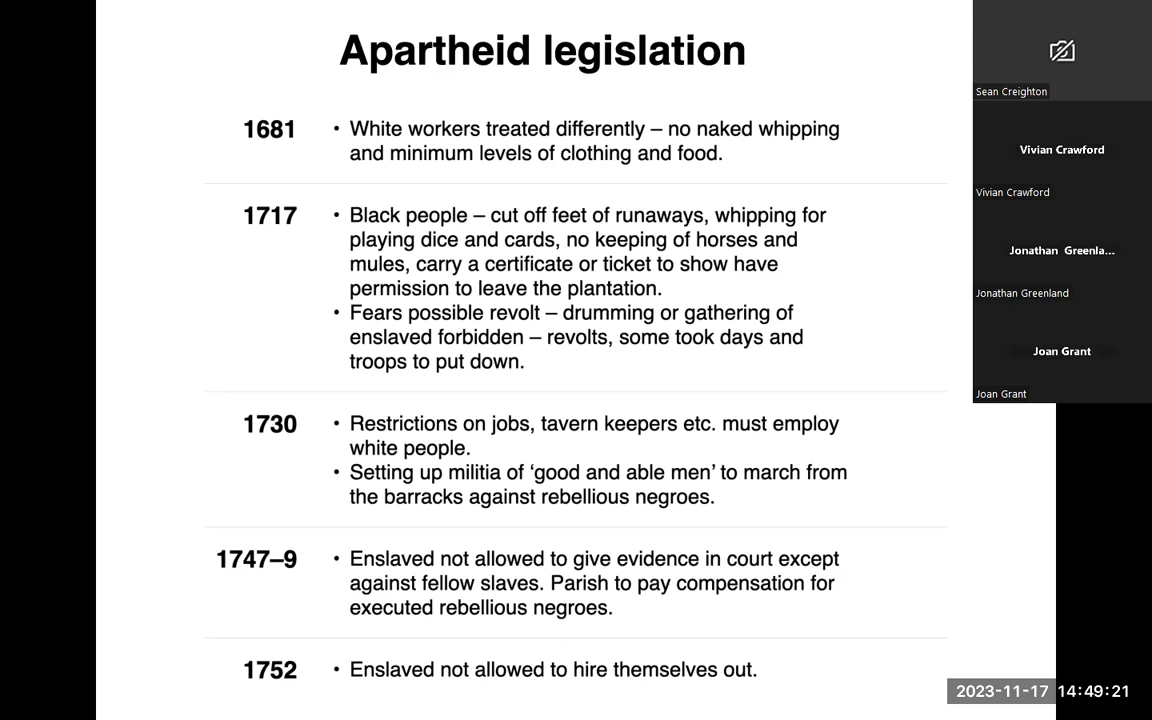 Apartheid legislation
1681
• White workers treated differently – no naked whipping
and minimum levels of clothing and food.
1717
• Black people – cut off feet of runaways, whipping for
playing dice and cards, no keeping of horses and
mules, carry a certificate or ticket to show have
permission to leave the plantation.
• Fears possible revolt – drumming or gathering of
enslaved forbidden – revolts, some took days and
troops to put down.
1730
• Restrictions on jobs, tavern keepers etc. must employ
white people.
• Setting up militia of ‘good and able men’ to march from
the barracks against rebellious negroes.
1747–9
• Enslaved not allowed to give evidence in court except
against fellow slaves. Parish to pay compensation for
executed rebellious negroes.
1752
• Enslaved not allowed to hire themselves out.
Sean Creighton
Vivian Crawford
Vivian Crawford
Jonathan Greenla...
Jonathan Greenland
Joan Grant
Joan Grant
2023-11-17 14:49:21